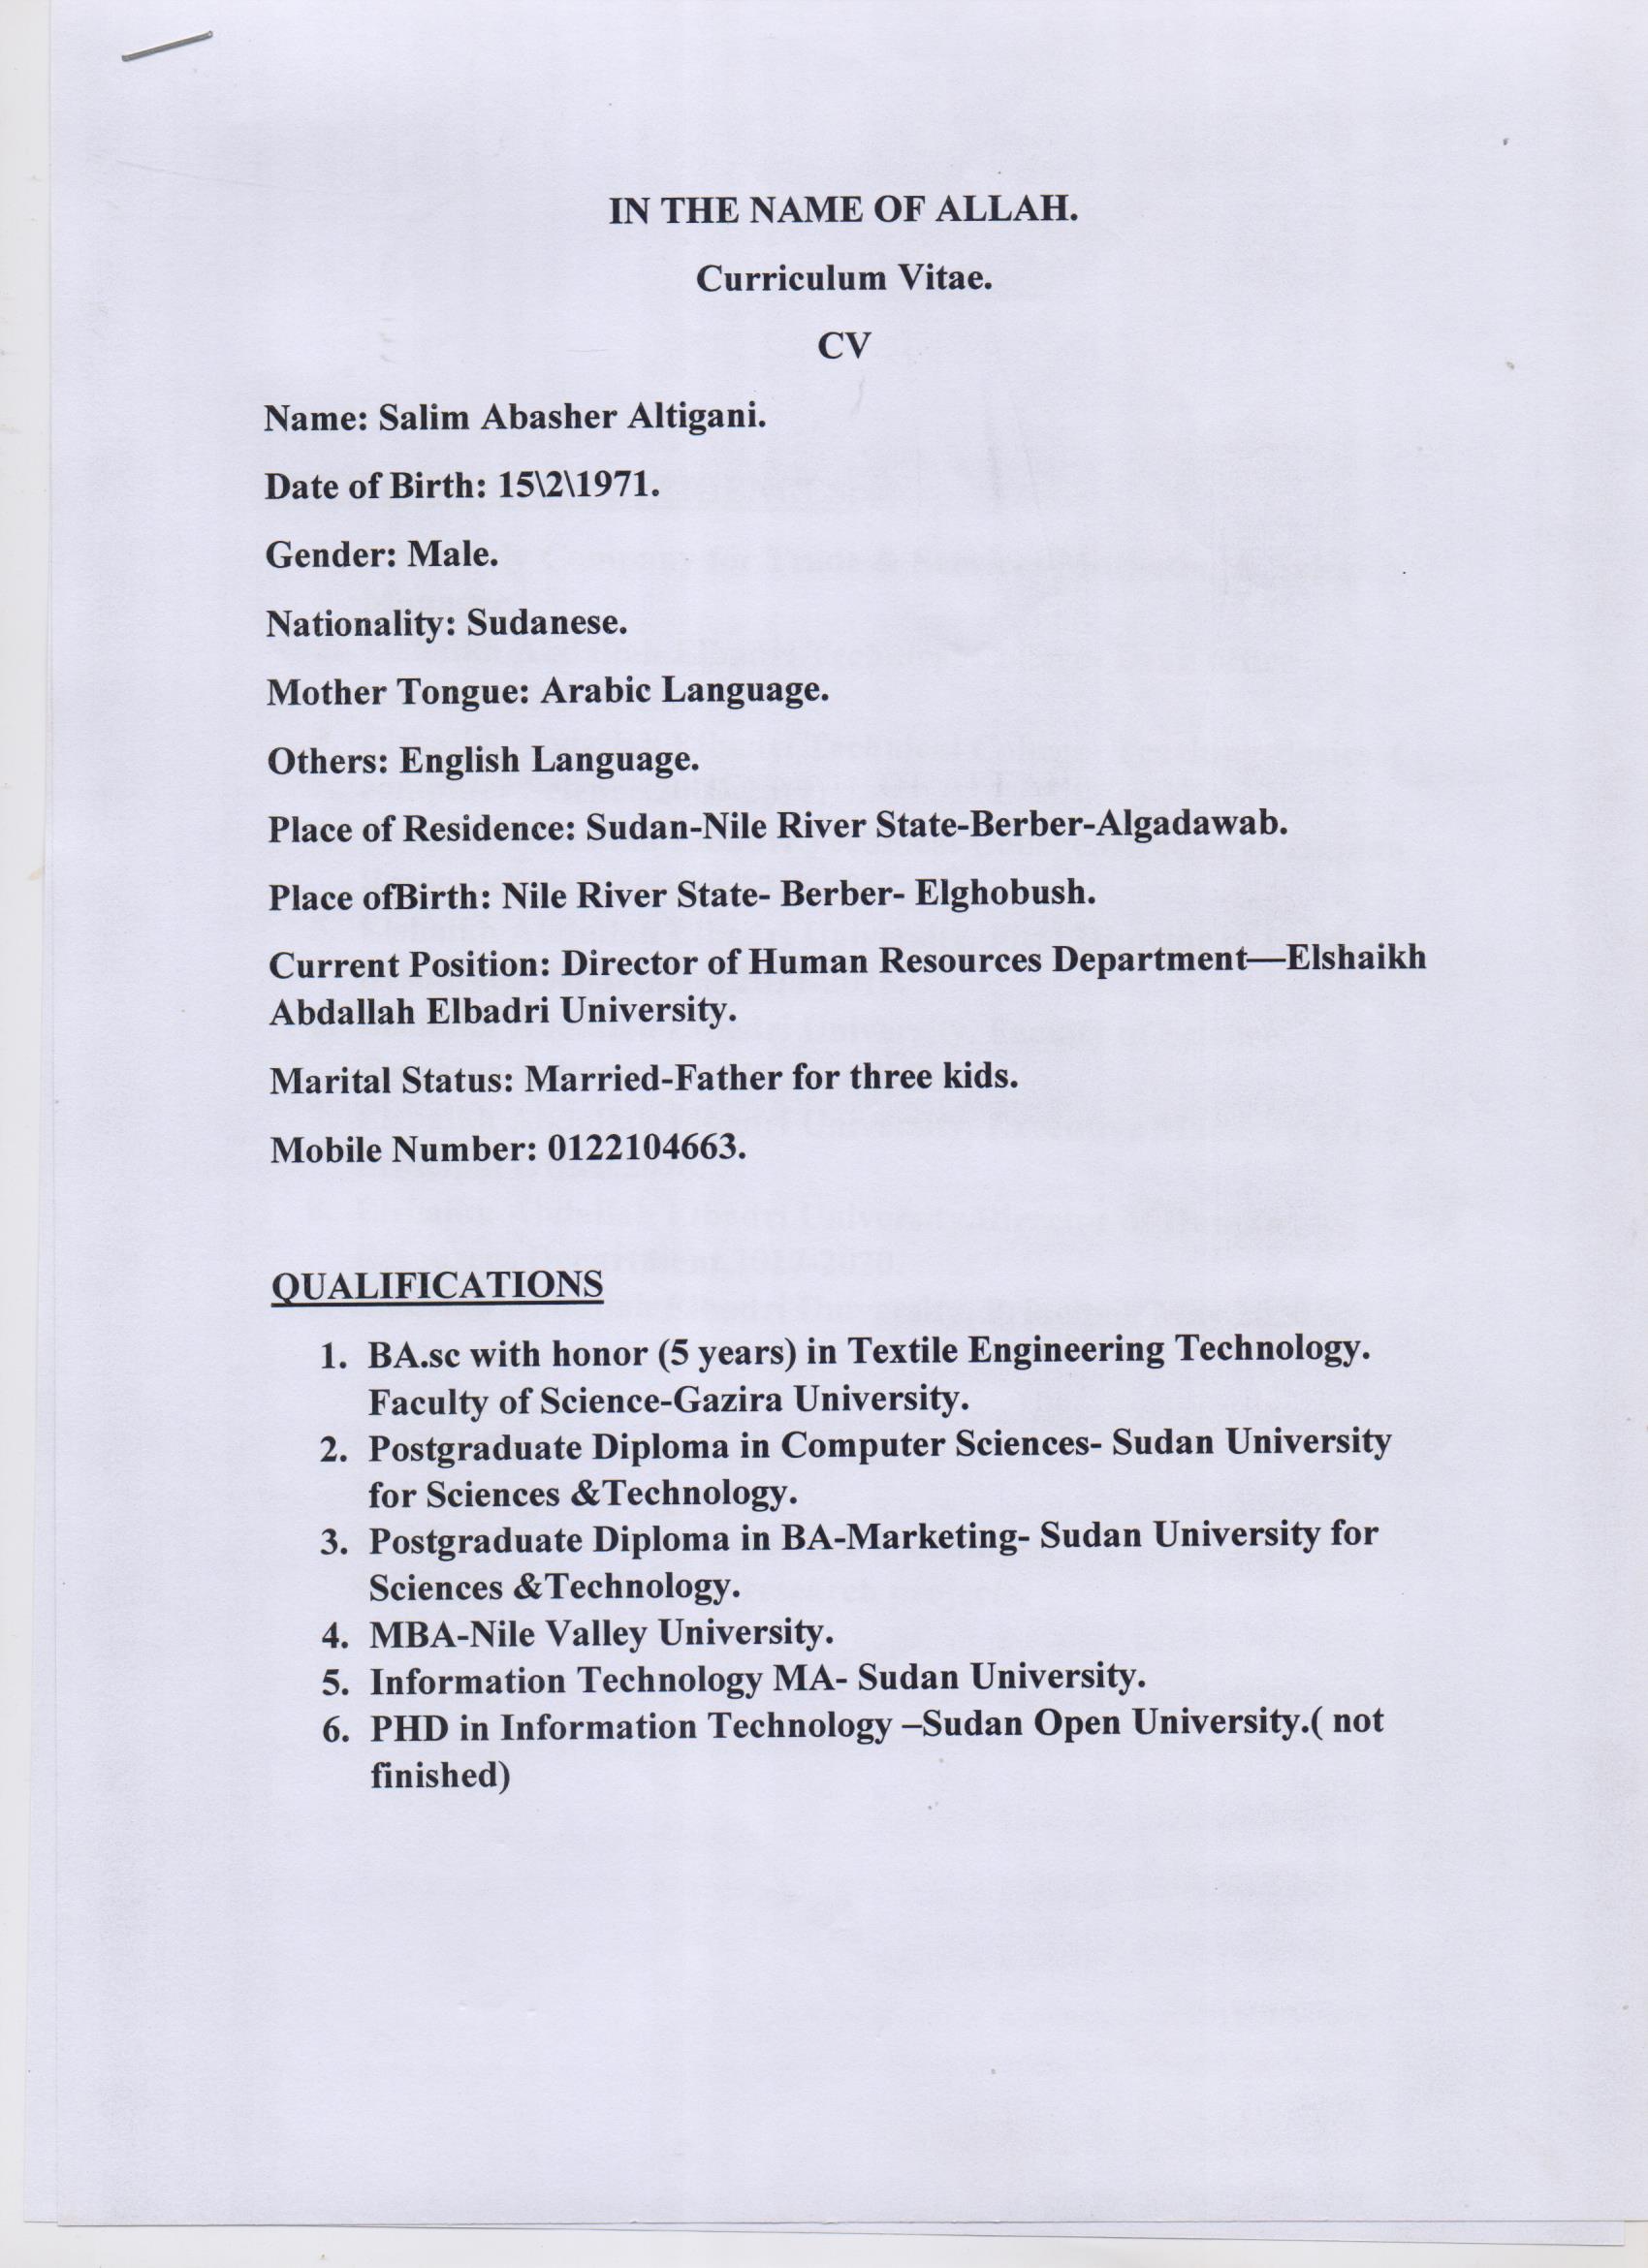 IN THE NAME OF ALLAH.
Curriculum Vitae.
CV
Name: Salim Abasher Altigani.
Date of Birth: 15\2\1971.
Gender: Male.
Nationality: Sudanese.
Mother Tongue: Arabic Language.
Others: English Language.
Place of Residence: Sudan-Nile River State-Berber-Algadawab.
Place ofBirth: Nile River State- Berber- Elghobush.
Current Position: Director of Human Resources Department—Elshaikh
Abdallah Elbadri University.
Marital Status: Married-Father for three kids.
Mobile Number: 0122104663.
QUALIFICATIONS
1. BA.sc with honor (5 years) in Textile Engineering Technology.
Faculty of Science-Gazira University.
2. Postgraduate Diploma in Computer Sciences- Sudan University
for Sciences &Technology.
3. Postgraduate Diploma in BA-Marketing- Sudan University for
Sciences &Technology.
4. MBA-Nile Valley University.
5. Information Technology MA- Sudan University.
6. PHD in Information Technology –Sudan Open University.( not
finished)